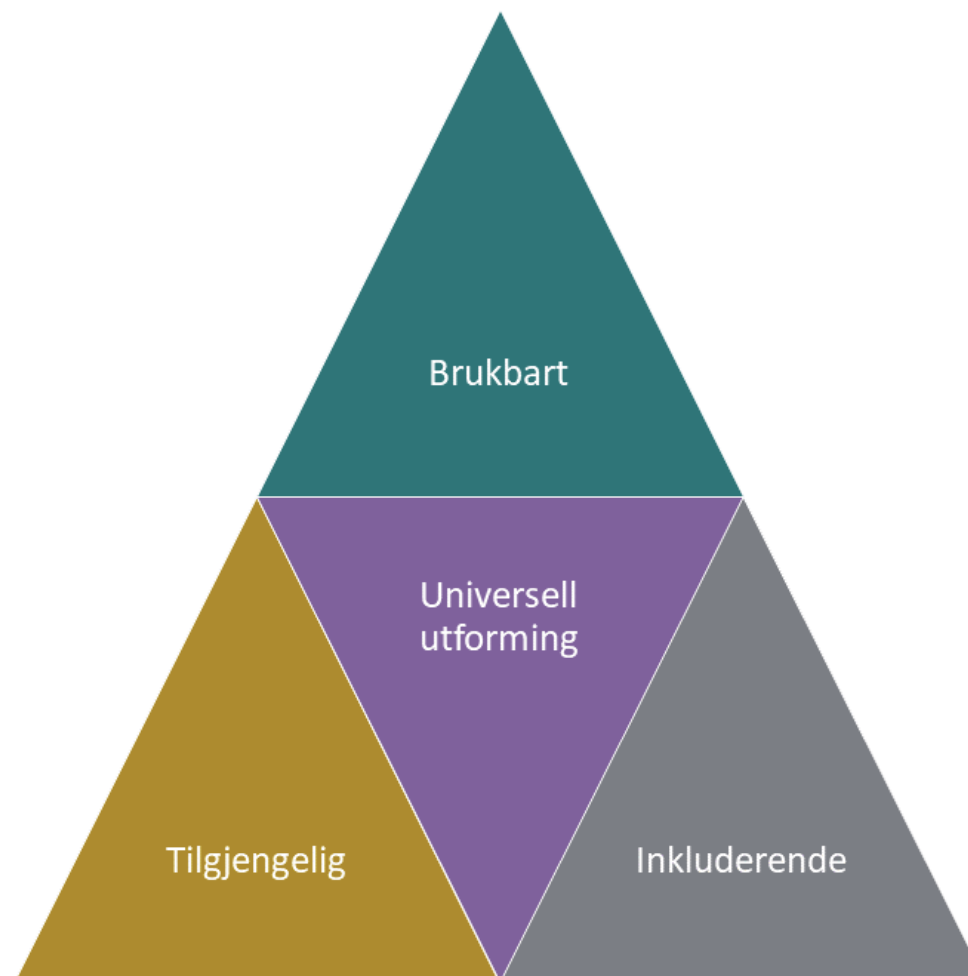 Brukbart
Universell
utforming
Tilgjengelig
Inkluderende